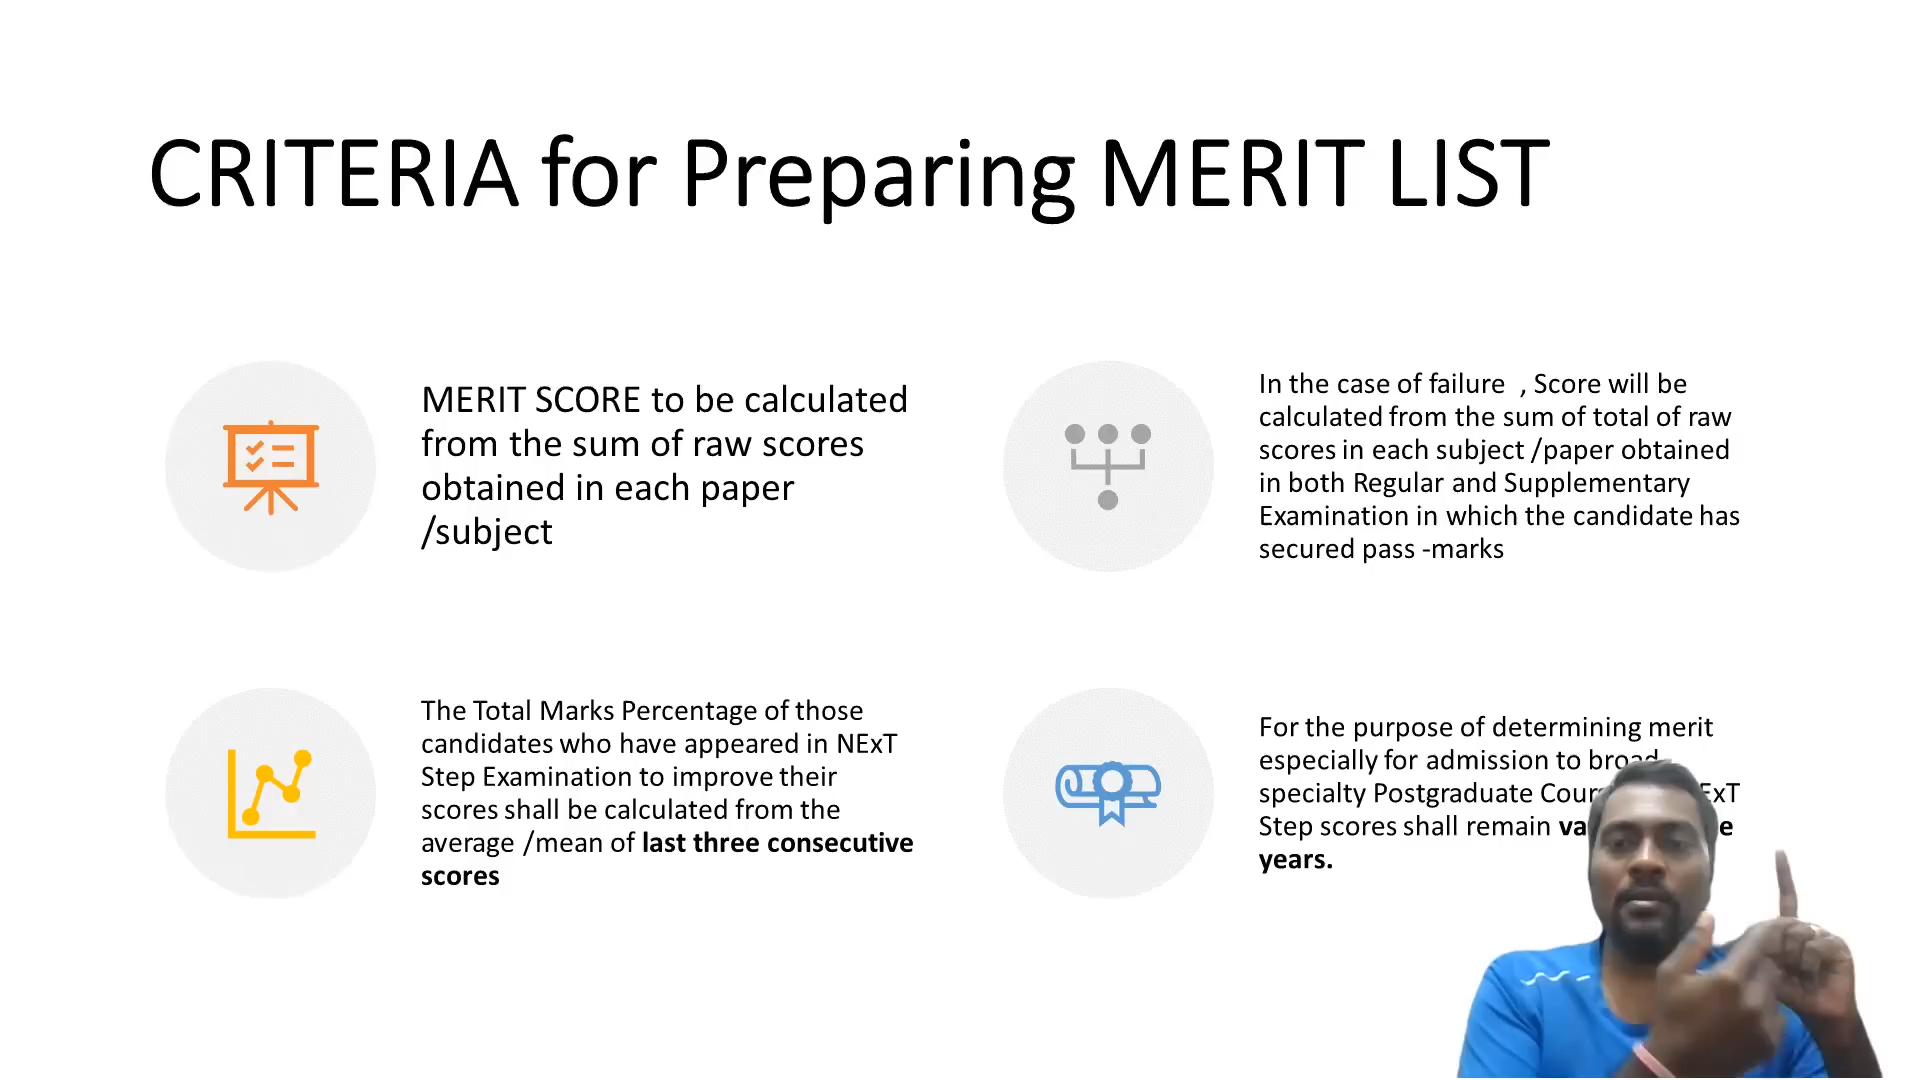 CRITERIA for Preparing MERIT LIST
MERIT SCORE to be calculated
from the sum of raw scores
obtained in each paper
/subject
In the case of failure , Score will be
calculated from the sum of total of raw
scores in each subject /paper obtained
in both Regular and Supplementary
Examination in which the candidate has
secured pass -marks
The Total Marks Percentage of those
candidates who have appeared in NExT
Step Examination to improve their
scores shall be calculated from the
average /mean of last three consecutive
scores
For the purpose of determining merit
especially for admission to broad
specialty Postgraduate
Step scores shall remain
years.